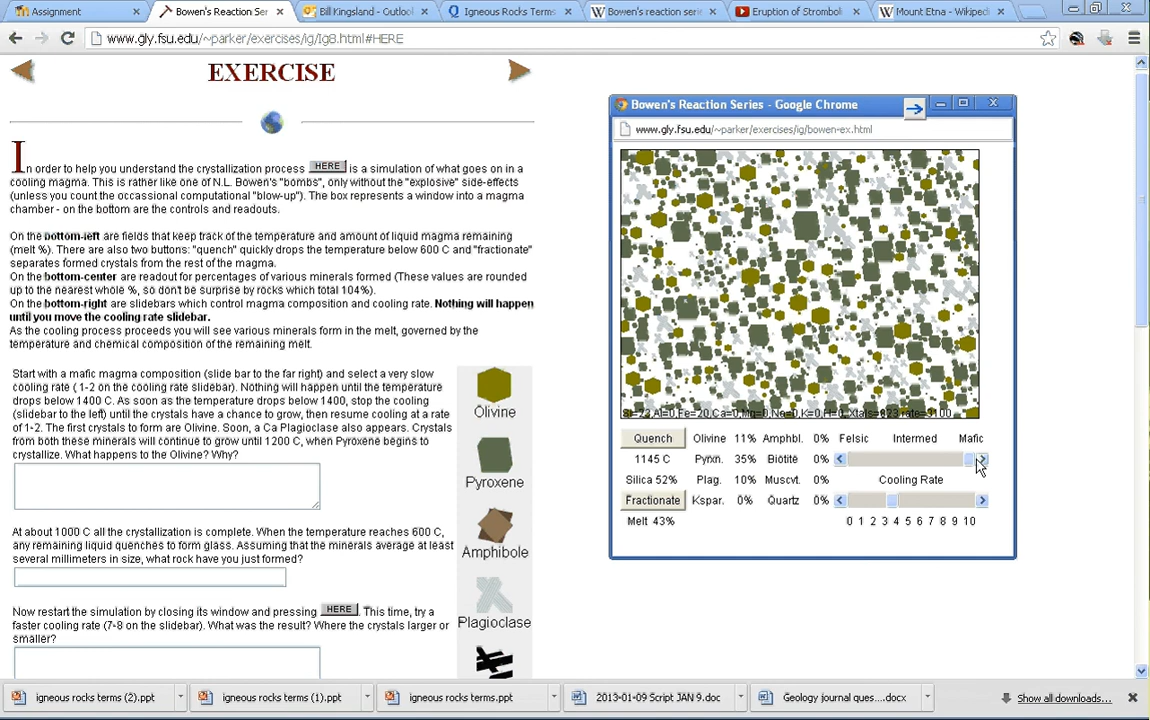 Assignment
Bowen's Reaction Ser
Bill Kingsland - Outlook
Igneous Rocks Terms
Bowen's reaction serie
Eruption of Strombol
Mount Etna - Wikiped
www.gly.fsu.edu/~parker/exercises/ig/Ig8.html#HERE
EXERCISE
In order to help you understand the crystallization process HERE is a simulation of what goes on in a
cooling magma. This is rather like one of N.L. Bowen's "bombs", only without the "explosive" side-effects
(unless you count the occassional computational "blow-up"). The box represents a window into a magma
chamber - on the bottom are the controls and readouts.
On the bottom-left are fields that keep track of the temperature and amount of liquid magma remaining
(melt %). There are also two buttons: "quench" quickly drops the temperature below 600 C and "fractionate"
separates formed crystals from the rest of the magma.
On the bottom-center are readout for percentages of various minerals formed (These values are rounded
up to the nearest whole %, so don't be surprise by rocks which total 104%).
On the bottom-right are slidebars which control magma composition and cooling rate. Nothing will happen
until you move the cooling rate slidebar.
As the cooling process proceeds you will see various minerals form in the melt, governed by the
temperature and chemical composition of the remaining melt.
Start with a mafic magma composition (slide bar to the far right) and select a very slow
cooling rate ( 1-2 on the cooling rate slidebar). Nothing will happen until the temperature
drops below 1400 C. As soon as the temperature drops below 1400, stop the cooling
(slidebar to the left) until the crystals have a chance to grow, then resume cooling at a rate
of 1-2. The first crystals to form are Olivine. Soon, a Ca Plagioclase also appears. Crystals
from both these minerals will continue to grow until 1200 C, when Pyroxene begins to
crystallize. What happens to the Olivine? Why?
At about 1000 C all the crystallization is complete. When the temperature reaches 600 C,
any remaining liquid quenches to form glass. Assuming that the minerals average at least
several millimeters in size, what rock have you just formed?
Now restart the simulation by closing its window and pressing HERE. This time, try a
faster cooling rate (7-8 on the slidebar). What was the result? Where the crystals larger or
smaller?
Olivine
Pyroxene
Amphibole
Plagioclase
Bowen's Reaction Series - Google Chrome
www.gly.fsu.edu/~parker/exercises/ig/bowen-ex.html
Quench Olivine 11% Amphbl. 0% Felsic Intermed Mafic
1145 C Pyrxn. 35% Biotite 0%
Silica 52% Plag. 10% Muscvt. 0% Cooling Rate
Fractionate Kspar. 0% Quartz 0%
Melt 43% 0 1 2 3 4 5 6 7 8 9 10
igneous rocks terms (2).ppt
igneous rocks terms (1).ppt
igneous rocks terms.ppt
2013-01-09 Script JAN 9.doc
Geology journal ques....docx
Show all downloads...